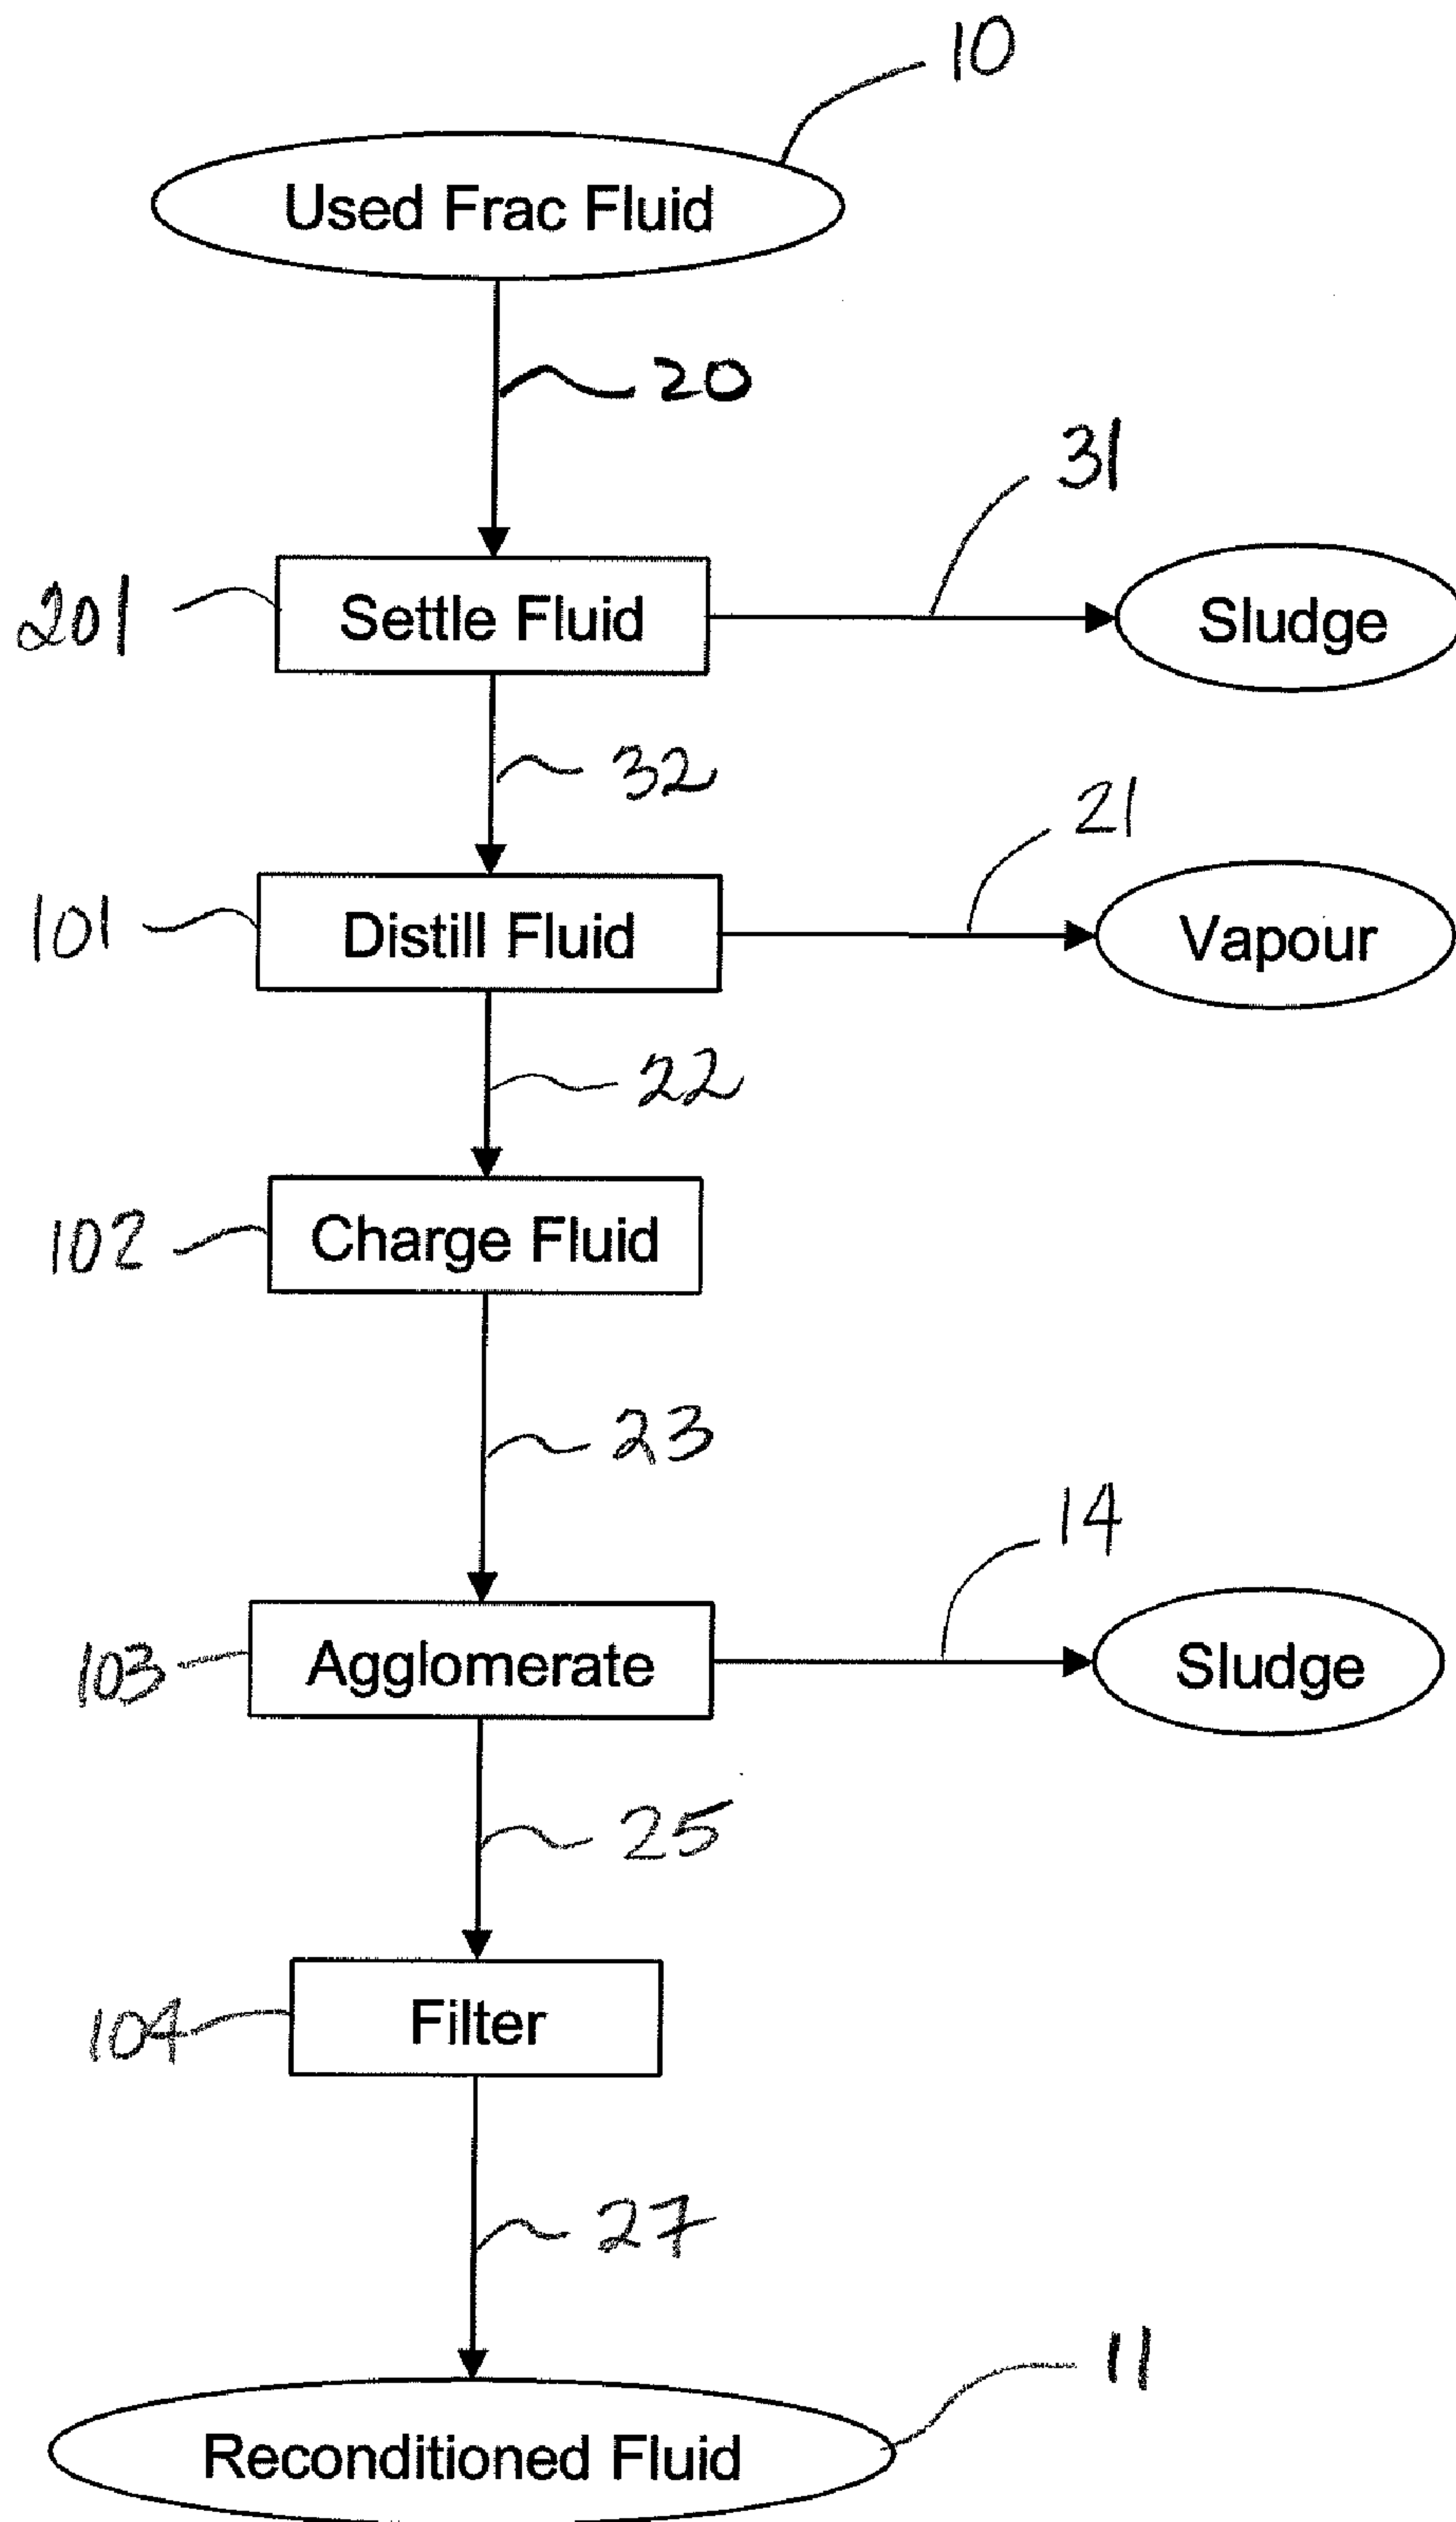 10
Used Frac Fluid
20
31
201
Settle Fluid
Sludge
32
21
101
Distill Fluid
Vapour
22
102
Charge Fluid
23
14
103
Agglomerate
Sludge
25
104
Filter
27
11
Reconditioned Fluid